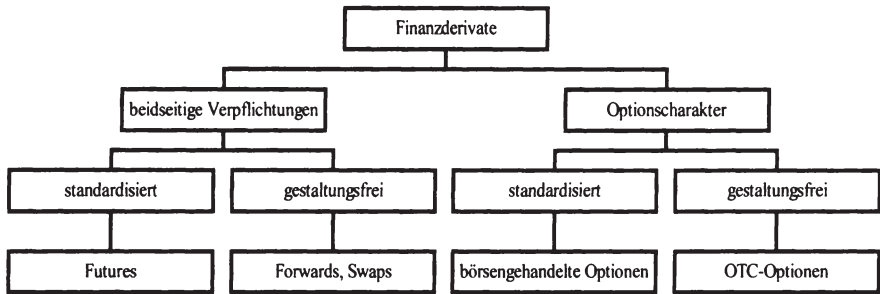 Finanzderivate
beidseitige Verpflichtungen
Optionscharakter
standardisiert
gestaltungsfrei
standardisiert
gestaltungsfrei
Futures
Forwards, Swaps
börsengehandelte Optionen
OTC-Optionen